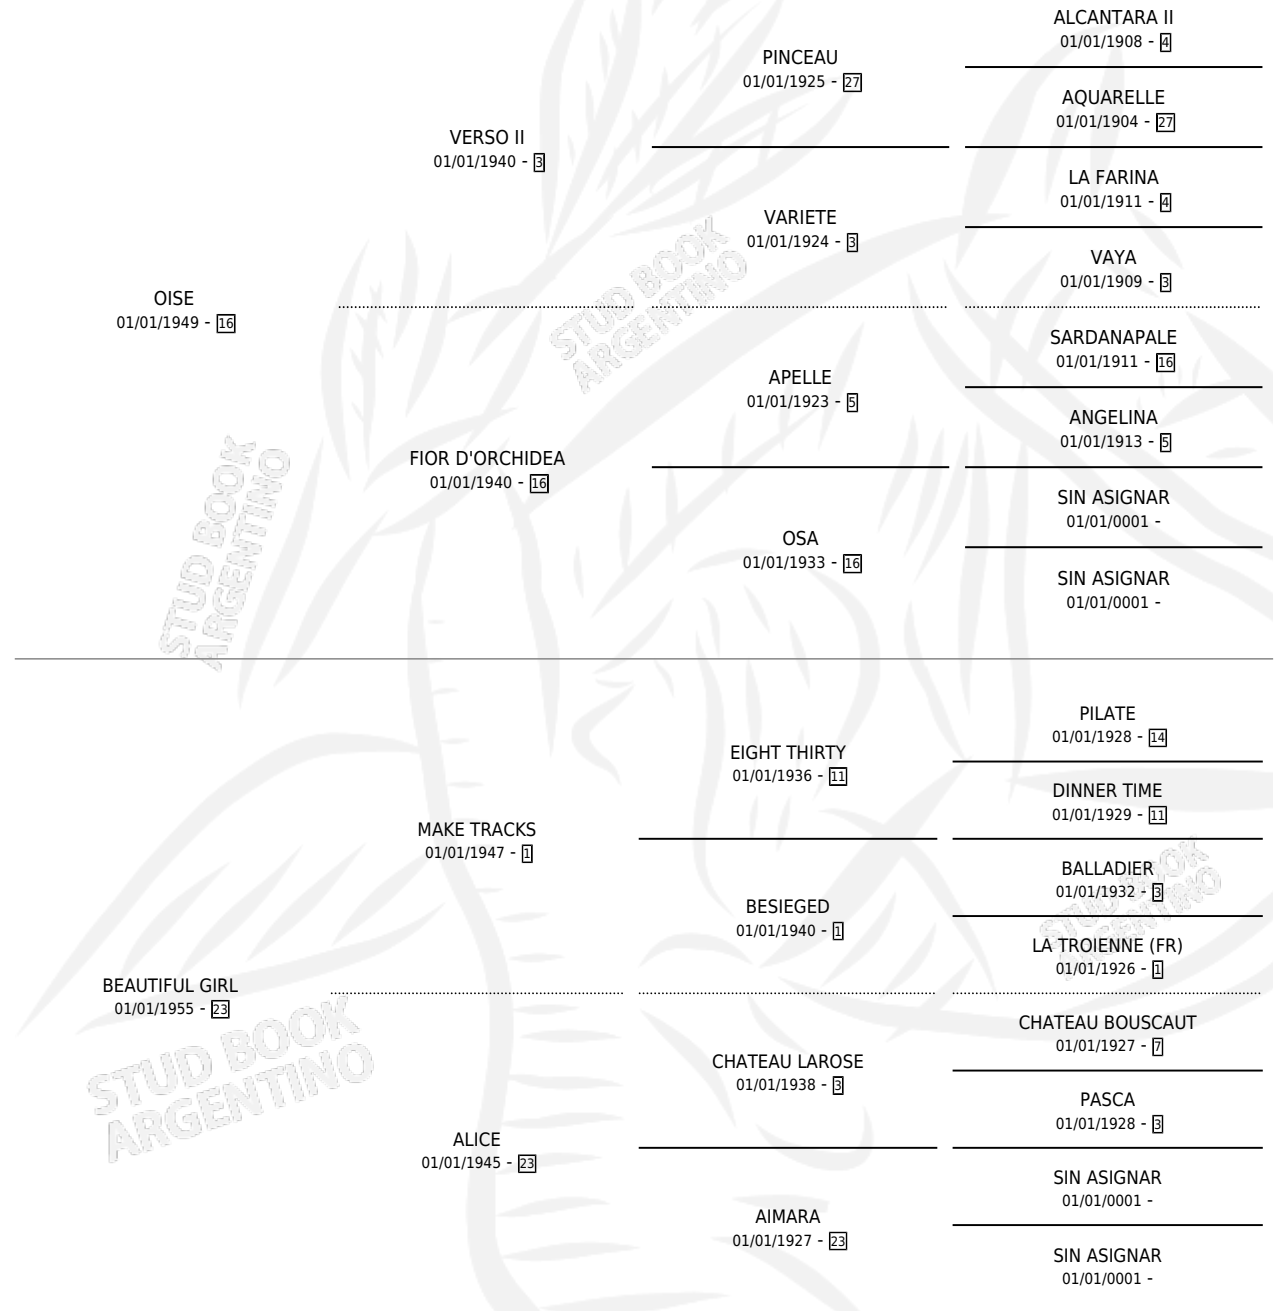 ALCANTARA II
01/01/1908 - 4
PINCEAU
01/01/1925 - 27
AQUARELLE
01/01/1904 - 27
VERSO II
01/01/1940 - 3
LA FARINA
01/01/1911 - 4
VARIETE
01/01/1924 - 3
VAYA
01/01/1909 - 3
OISE
01/01/1949 - 16
SARDANAPALE
01/01/1911 - 16
APELLE
01/01/1923 - 5
ANGELINA
01/01/1913 - 5
FIOR D'ORCHIDEA
01/01/1940 - 16
SIN ASIGNAR
01/01/0001 -
OSA
01/01/1933 - 16
SIN ASIGNAR
01/01/0001 -
STUD BOOK
ARGENTINO
STUD BOOK
ARGENTINO
PILATE
01/01/1928 - 14
EIGHT THIRTY
01/01/1936 - 11
DINNER TIME
01/01/1929 - 11
MAKE TRACKS
01/01/1947 - 1
BALLADIER
01/01/1932 - 3
BESIEGED
01/01/1940 - 1
LA TROIENNE (FR)
01/01/1926 - 1
BEAUTIFUL GIRL
01/01/1955 - 23
CHATEAU BOUSCAUT
01/01/1927 - 7
CHATEAU LAROSE
01/01/1938 - 3
PASCA
01/01/1928 - 3
ALICE
01/01/1945 - 23
SIN ASIGNAR
01/01/0001 -
AIMARA
01/01/1927 - 23
SIN ASIGNAR
01/01/0001 -
STUD BOOK
ARGENTINO
STUD BOOK
ARGENTINO